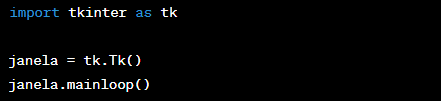 import tkinter as tk
janela = tk.Tk()
janela.mainloop()